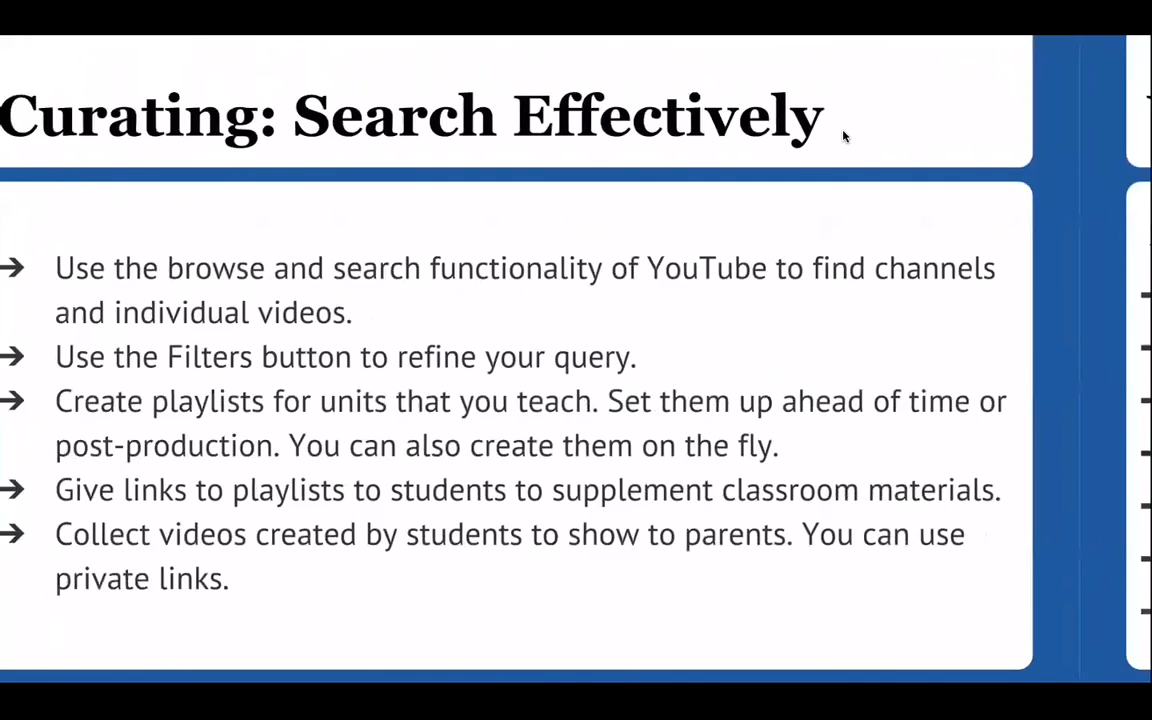 Curating: Search Effectively
➔ Use the browse and search functionality of YouTube to find channels
and individual videos.
➔ Use the Filters button to refine your query.
➔ Create playlists for units that you teach. Set them up ahead of time or
post-production. You can also create them on the fly.
➔ Give links to playlists to students to supplement classroom materials.
➔ Collect videos created by students to show to parents. You can use
private links.